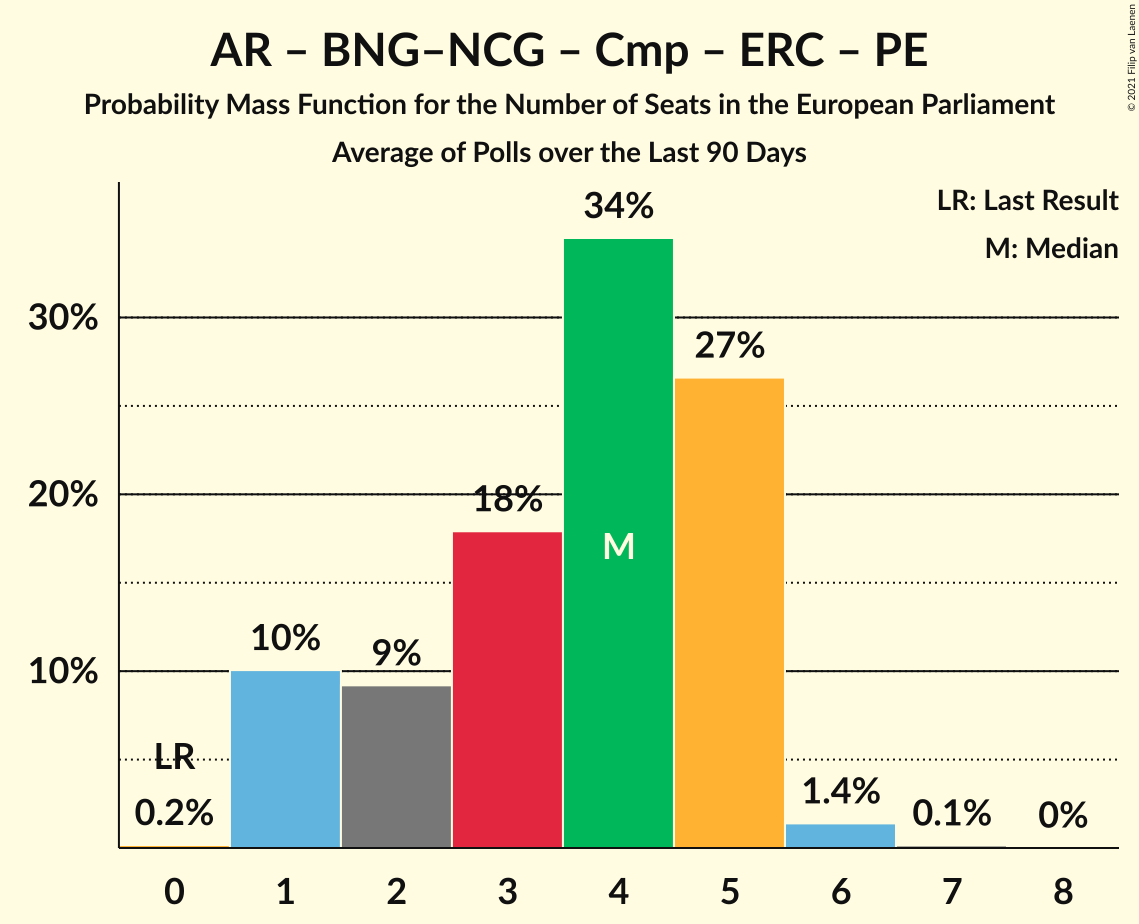 AR – BNG–NCG – Cmp – ERC – PE
Probability Mass Function for the Number of Seats in the European Parliament
Average of Polls over the Last 90 Days
© 2021 Filip van Laenen
LR: Last Result
M: Median
34%
30%
27%
20%
18%
M
10%
9%
10%
LR
0.2%
1.4%
0.1%
0%
0 1 2 3 4 5 6 7 8